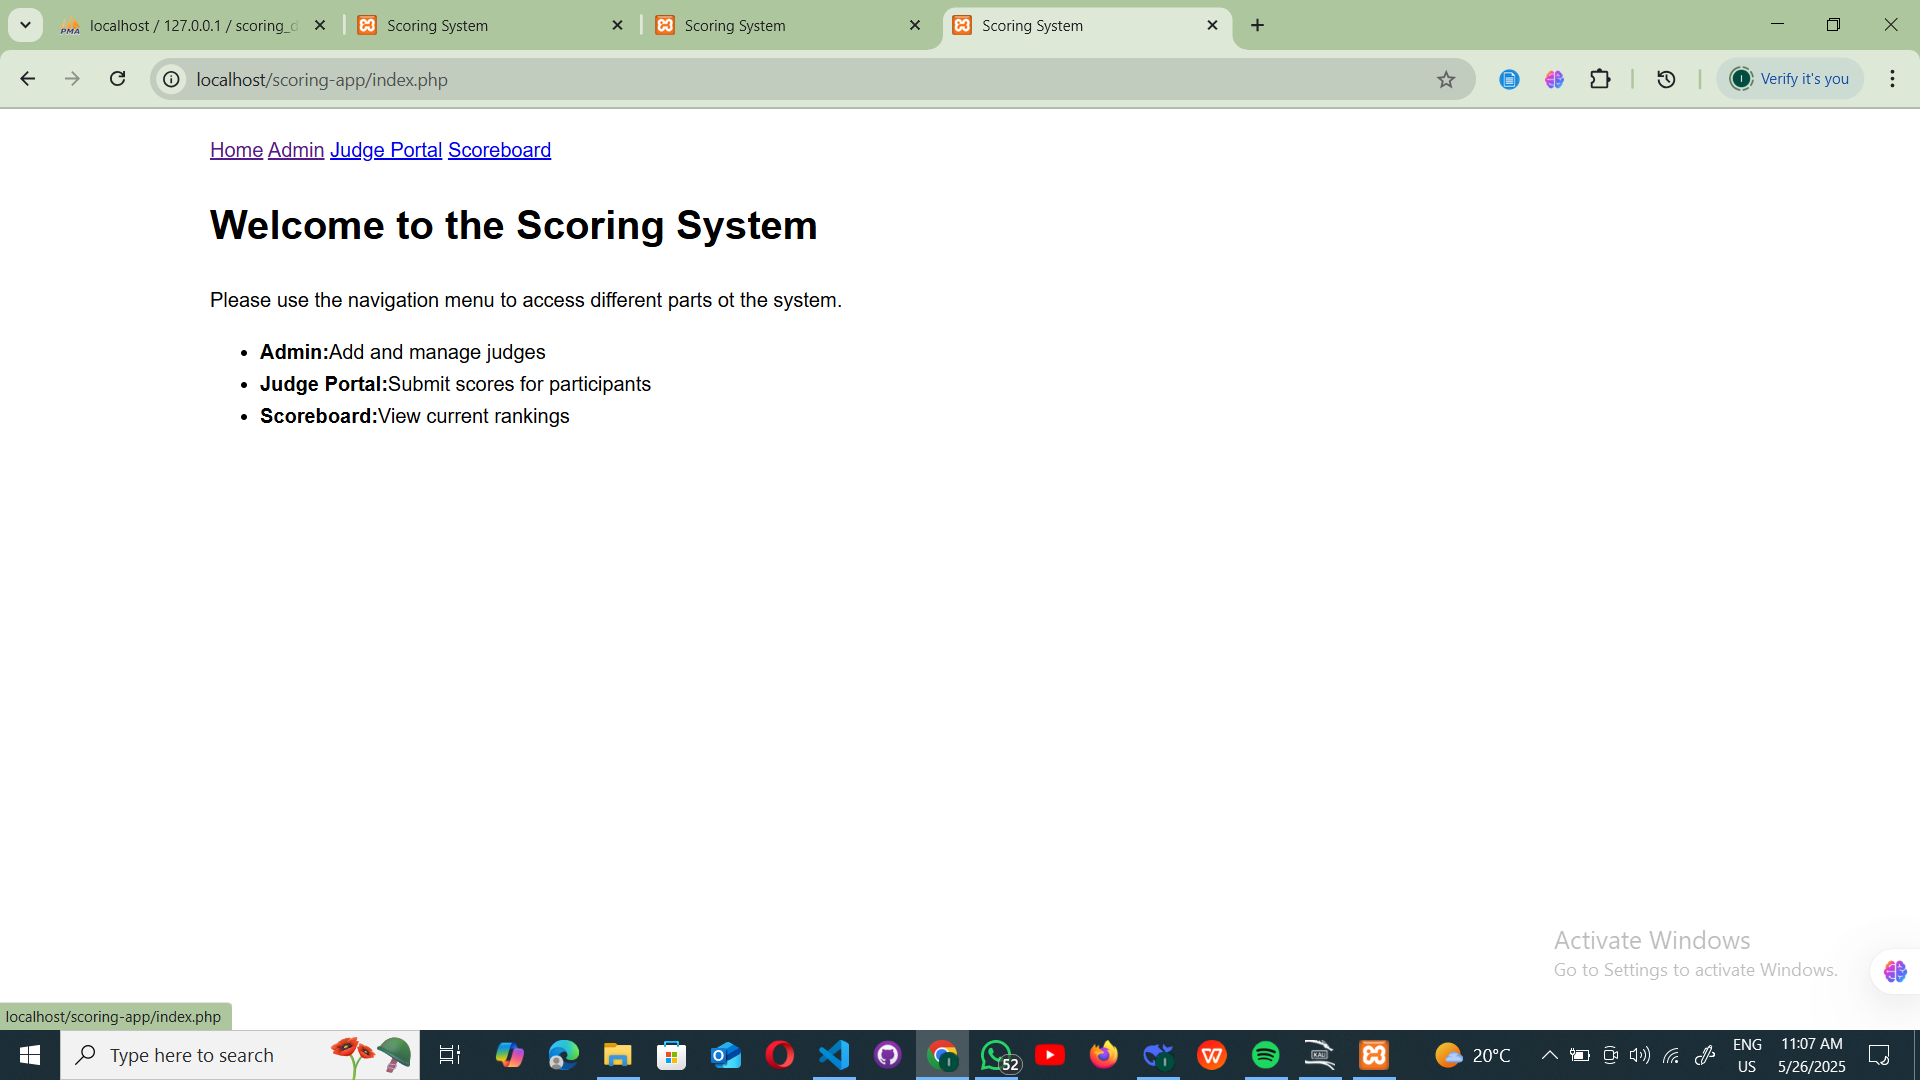 localhost / 127.0.0.1 / scoring_d
Scoring System
Scoring System
Scoring System
localhost/scoring-app/index.php
Verify it's you
Home Admin Judge Portal Scoreboard
Welcome to the Scoring System
Please use the navigation menu to access different parts ot the system.
Admin:Add and manage judges
Judge Portal:Submit scores for participants
Scoreboard:View current rankings
Activate Windows
Go to Settings to activate Windows.
localhost/scoring-app/index.php
Type here to search
52
20°C
ENG
US
11:07 AM
5/26/2025